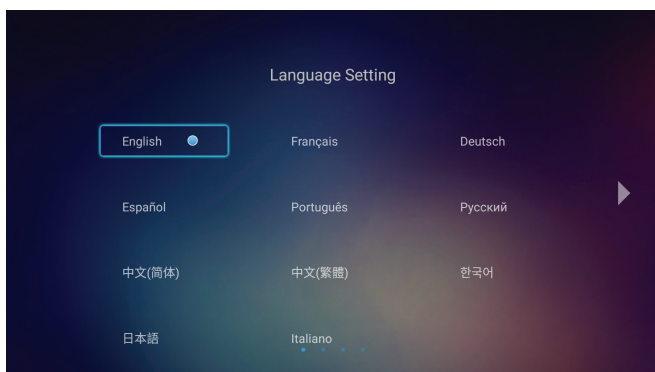 Language Setting
English Français Deutsch
Español Português Русский
中文(简体) 中文(繁體) 한국어
日本語 Italiano